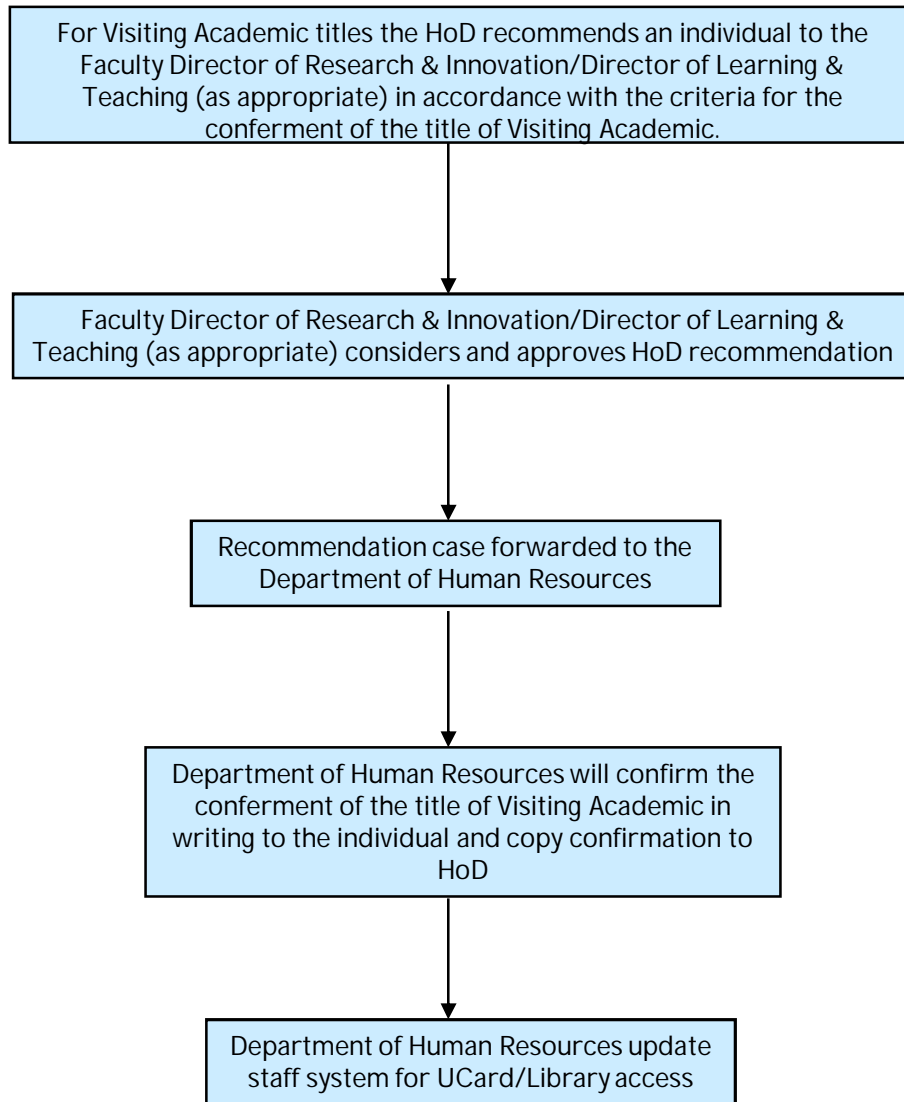 For Visiting Academic titles the HoD recommends an individual to the
Faculty Director of Research & Innovation/Director of Learning &
Teaching (as appropriate) in accordance with the criteria for the
conferment of the title of Visiting Academic.
Faculty Director of Research & Innovation/Director of Learning &
Teaching (as appropriate) considers and approves HoD recommendation
Recommendation case forwarded to the
Department of Human Resources
Department of Human Resources will confirm the
conferment of the title of Visiting Academic in
writing to the individual and copy confirmation to
HoD
Department of Human Resources update
staff system for UCard/Library access